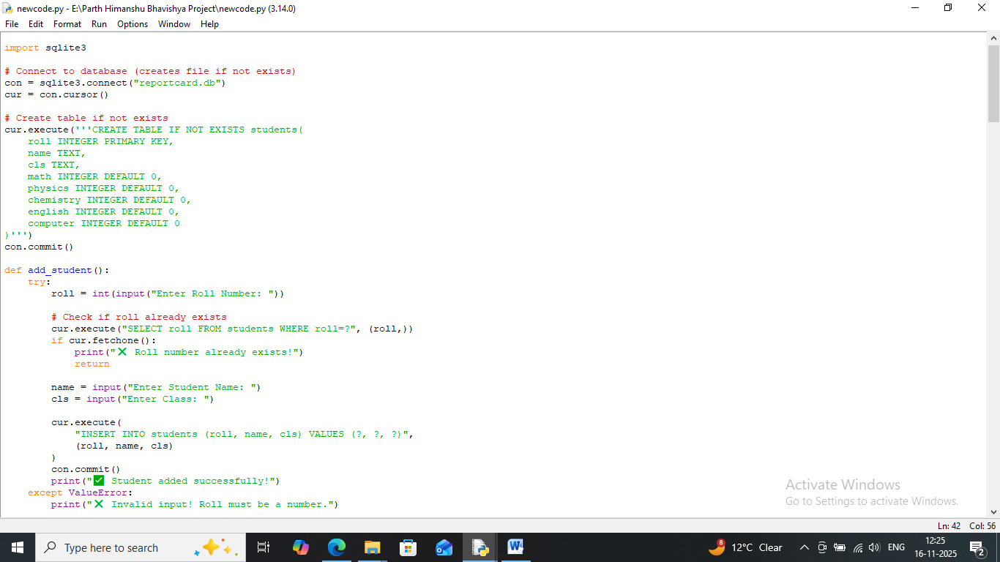 newcode.py - E:\Parth Himanshu Bhavishya Project\newcode.py (3.14.0)
File Edit Format Run Options Window Help
import sqlite3

# Connect to database (creates file if not exists)
con = sqlite3.connect("reportcard.db")
cur = con.cursor()

# Create table if not exists
cur.execute('''CREATE TABLE IF NOT EXISTS students(
    roll INTEGER PRIMARY KEY,
    name TEXT,
    cls TEXT,
    math INTEGER DEFAULT 0,
    physics INTEGER DEFAULT 0,
    chemistry INTEGER DEFAULT 0,
    english INTEGER DEFAULT 0,
    computer INTEGER DEFAULT 0
)''')
con.commit()

def add_student():
    try:
        roll = int(input("Enter Roll Number: "))

        # Check if roll already exists
        cur.execute("SELECT roll FROM students WHERE roll=?", (roll,))
        if cur.fetchone():
            print("❌ Roll number already exists!")
            return

        name = input("Enter Student Name: ")
        cls = input("Enter Class: ")

        cur.execute(
            "INSERT INTO students (roll, name, cls) VALUES (?, ?, ?)",
            (roll, name, cls)
        )
        con.commit()
        print("✅ Student added successfully!")
    except ValueError:
        print("❌ Invalid input! Roll must be a number.")
Activate Windows
Go to Settings to activate Windows.
Ln: 42 Col: 56
Type here to search
8
12°C Clear
ENG
12:25
16-11-2025
2